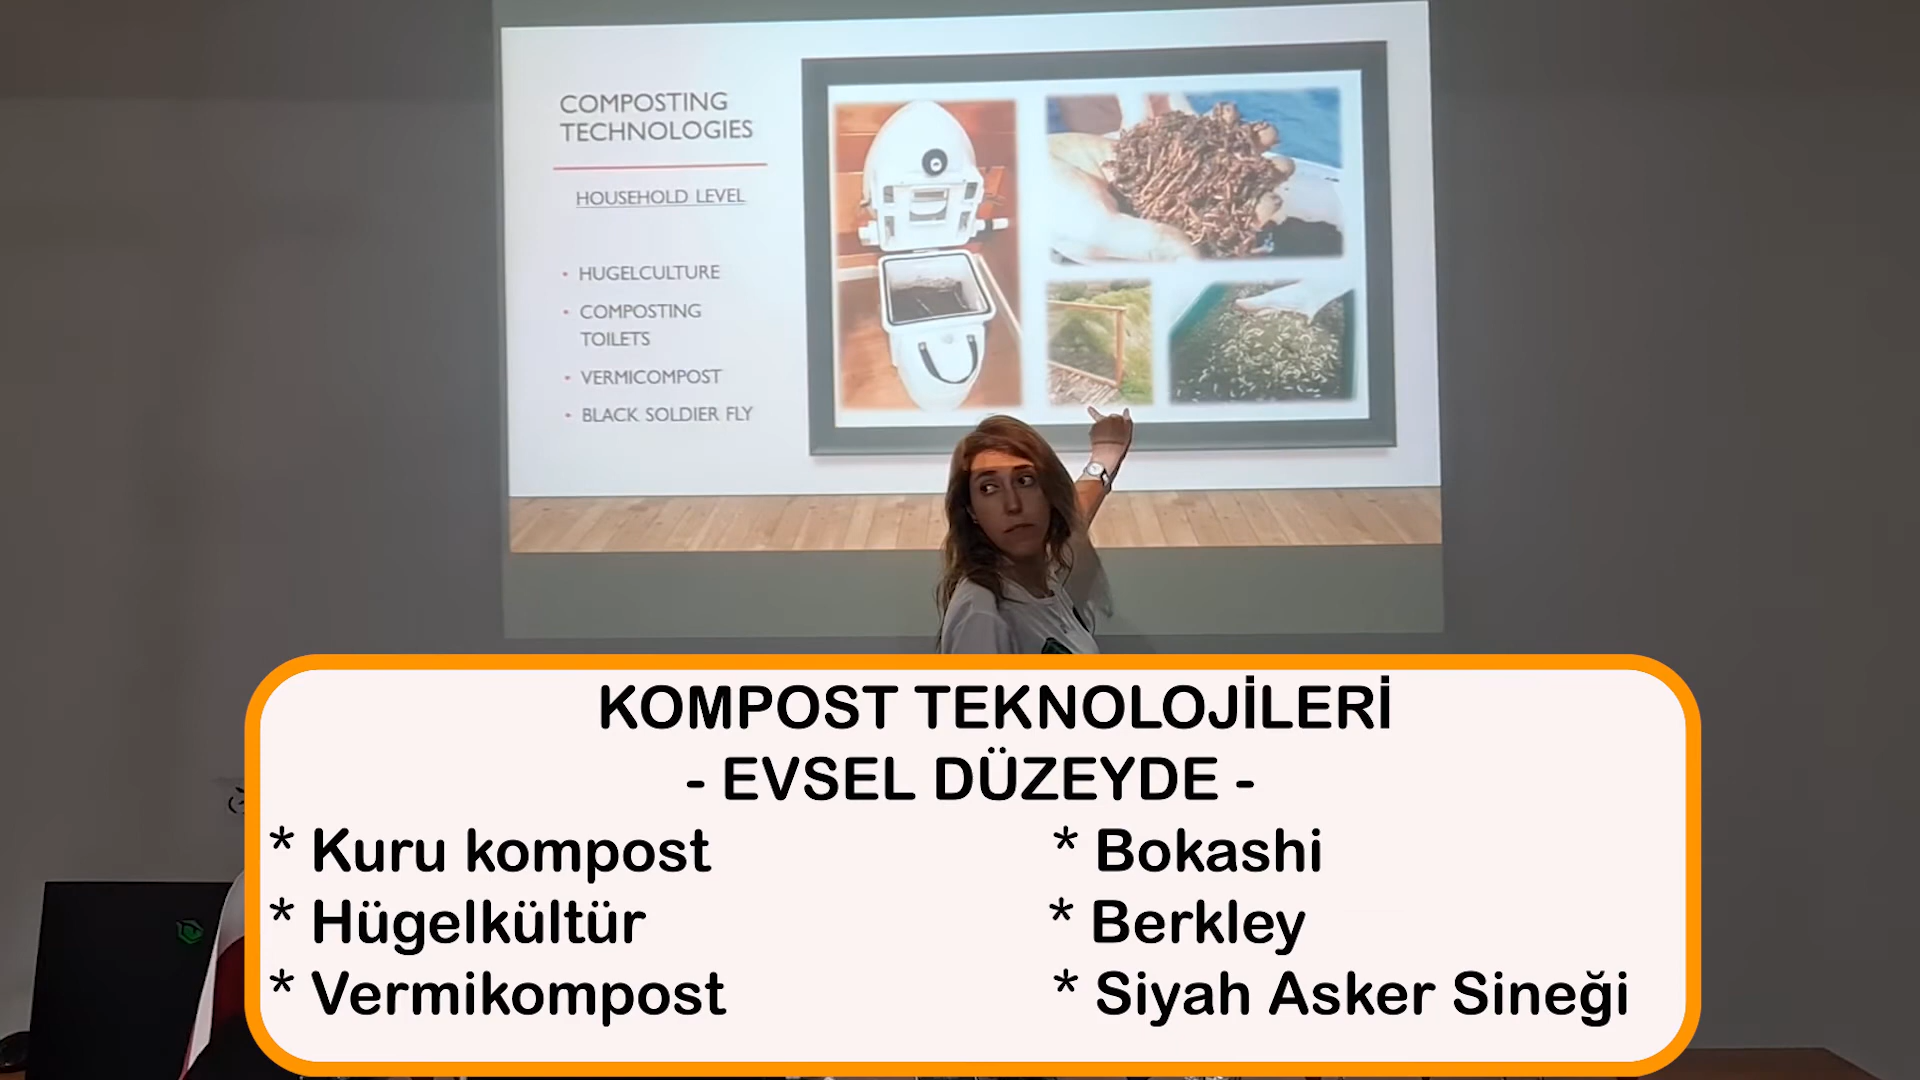 COMPOSTING
TECHNOLOGIES
HOUSEHOLD LEVEL
• HUGELCULTURE
• COMPOSTING
TOILETS
• VERMICOMPOST
• BLACK SOLDIER FLY
KOMPOST TEKNOLOJİLERİ
- EVSEL DÜZEYDE -
* Kuru kompost
* Bokashi
* Hügelkültür
* Berkley
* Vermikompost
* Siyah Asker Sineği